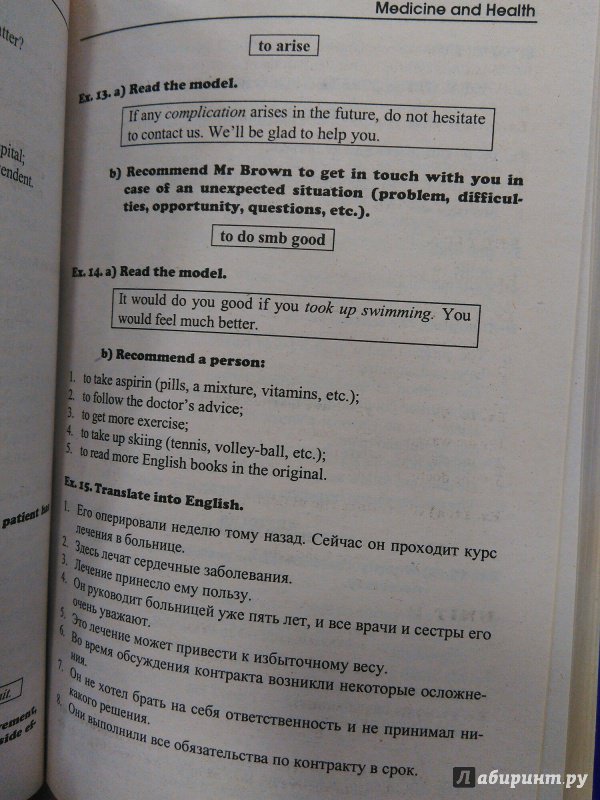 Medicine and Health
to arise
Ex. 13. a) Read the model.
If any complication arises in the future, do not hesitate
to contact us. We'll be glad to help you.
b) Recommend Mr Brown to get in touch with you in
case of an unexpected situation (problem, difficul-
ties, opportunity, questions, etc.).
to do smb good
Ex. 14. a) Read the model.
It would do you good if you took up swimming. You
would feel much better.
b) Recommend a person:
1. to take aspirin (pills, a mixture, vitamins, etc.);
2. to follow the doctor's advice;
3. to get more exercise;
4. to take up skiing (tennis, volley-ball, etc.);
5. to read more English books in the original.
Ex. 15. Translate into English.
1. Его оперировали неделю тому назад. Сейчас он проходит курс
лечения в больнице.
2. Здесь лечат сердечные заболевания.
3. Лечение принесло ему пользу.
4. Он руководит больницей уже пять лет, и все врачи и сестры его
очень уважают.
5. Это лечение может привести к избыточному весу.
6. Во время обсуждения контракта возникли некоторые осложне-
ния.
7. Он не хотел брать на себя ответственность и не принимал ни-
какого решения.
8. Они выполнили все обязательства по контракту в срок.
patient has
Лабиринт.ру